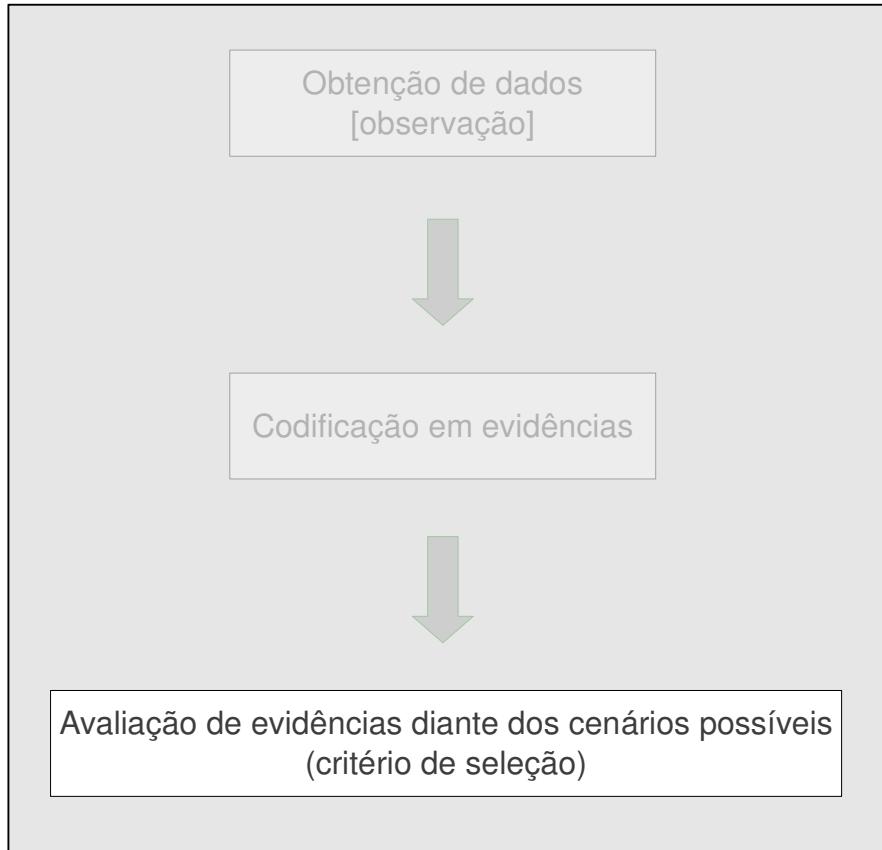 Obtenção de dados
[observação]
Codificação em evidências
Avaliação de evidências diante dos cenários possíveis
(critério de seleção)